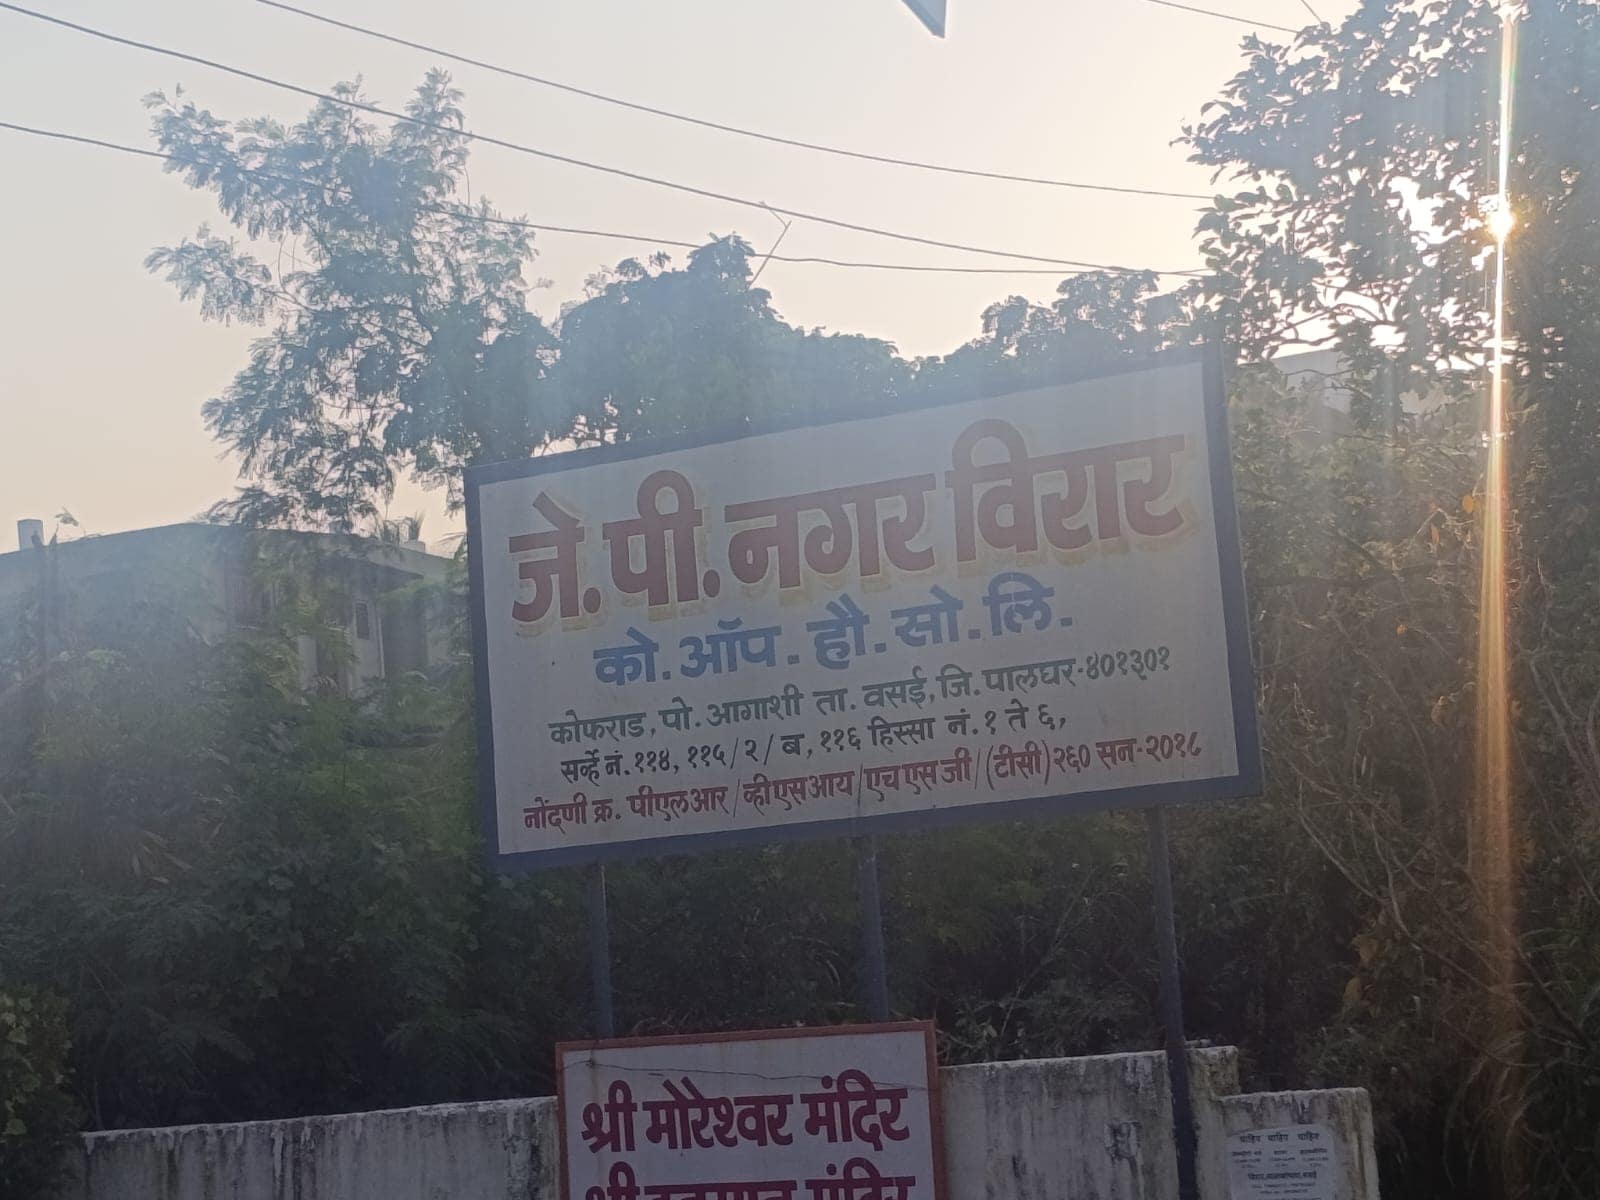 जे.पी.नगर विरार
को.ऑप.हौ.सो.लि.
कोफराड, पो.आगाशी ता.वसई,जि.पालघर-४०१३०१
सर्व्हे नं.११४, ११५/२/ब,११६ हिस्सा नं.१ ते ६,
नोंदणी क्र. पीएलआर/व्हीएसआय/एचएसजी/(टीसी)२६० सन-२०१८
श्री मोरेश्वर मंदिर
श्री हनुमान मंदिर
चाहिए चाहिए चाहिए